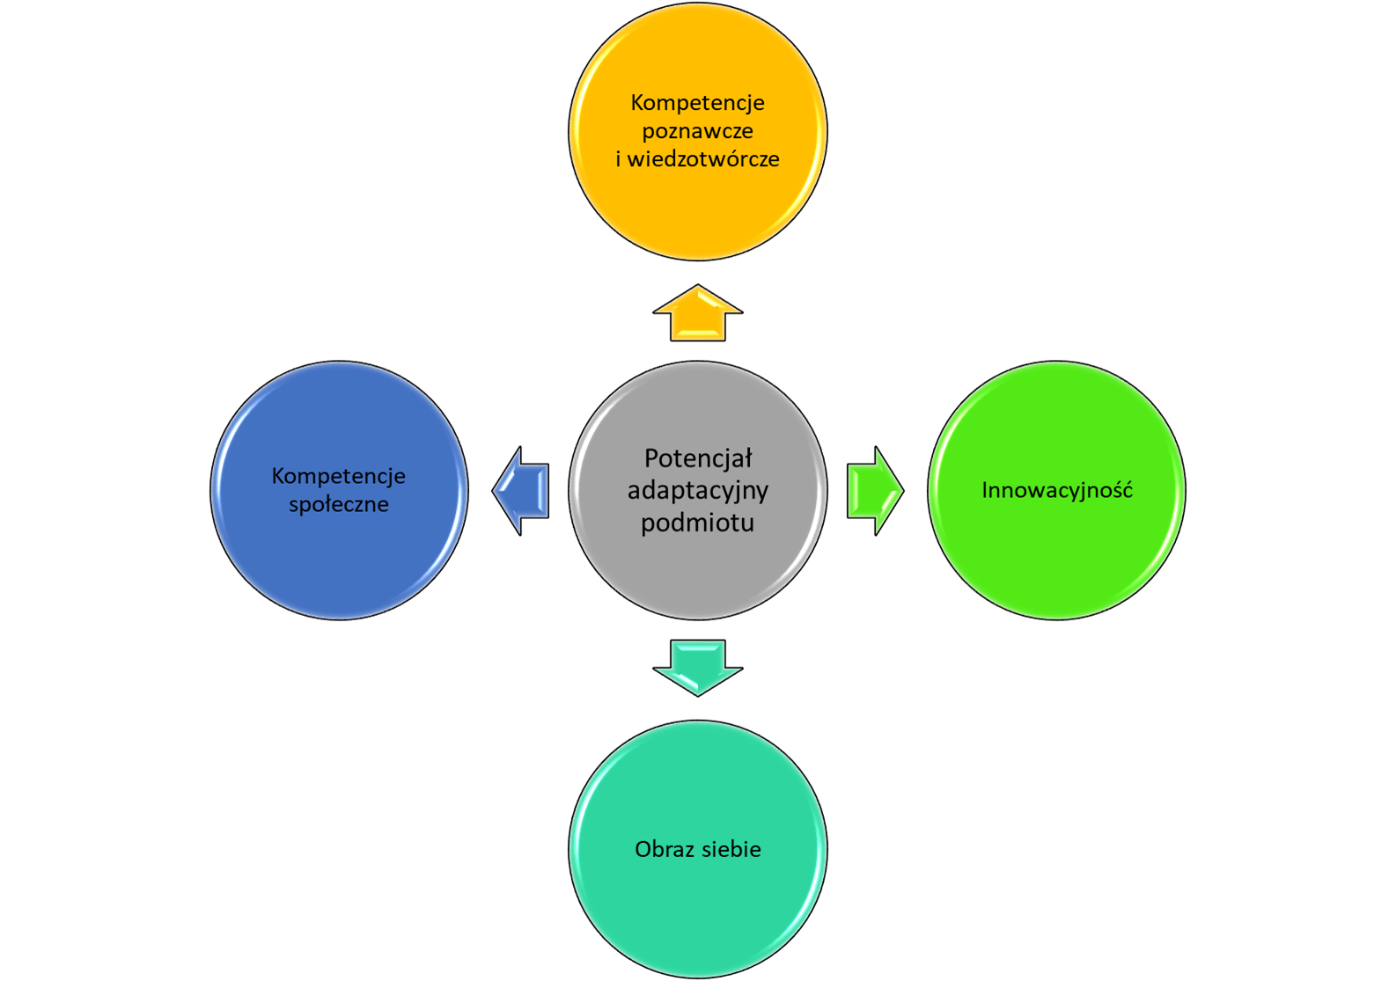 Kompetencje
poznawcze
i wiedzotwórcze
Kompetencje
społeczne
Potencjał
adaptacyjny
podmiotu
Innowacyjność
Obraz siebie